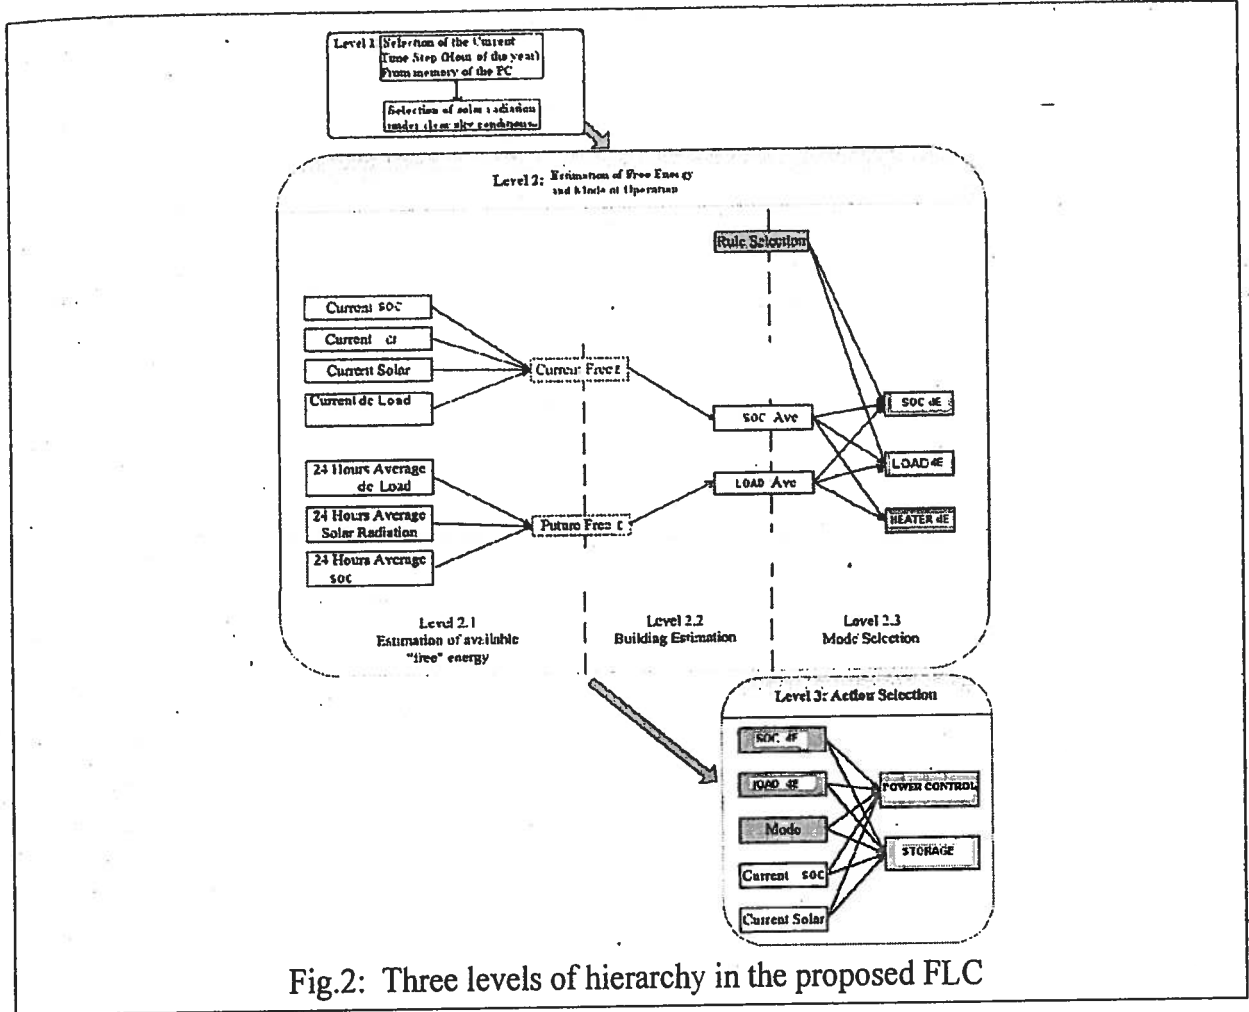 Level 1
Selection of the Current
Time Step (Hour of the year)
From memory of the PC
Selection of solar radiation
under clear sky conditions.
Level 2: Estimation of Free Energy
and Mode of Operation
Rule Selection
Current SOC
Current CI
Current Solar
Current dc Load
Current Free E
24 Hours Average
dc Load
24 Hours Average
Solar Radiation
24 Hours Average
SOC
Future Free E
SOC Ave
LOAD Ave
SOC dE
LOAD dE
HEATER dE
Level 2.1
Estimation of available
"free" energy
Level 2.2
Building Estimation
Level 2.3
Mode Selection
Level 3: Action Selection
SOC dE
LOAD dE
Mode
Current SOC
Current Solar
POWER CONTROL
STORAGE
Fig.2: Three levels of hierarchy in the proposed FLC